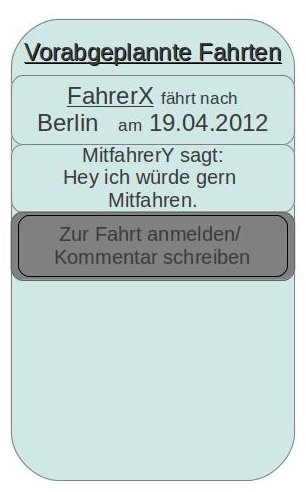 Vorabgeplannte Fahrten
FahrerX fährt nach
Berlin am 19.04.2012
MitfahrerY sagt:
Hey ich würde gern
Mitfahren.
Zur Fahrt anmelden/
Kommentar schreiben